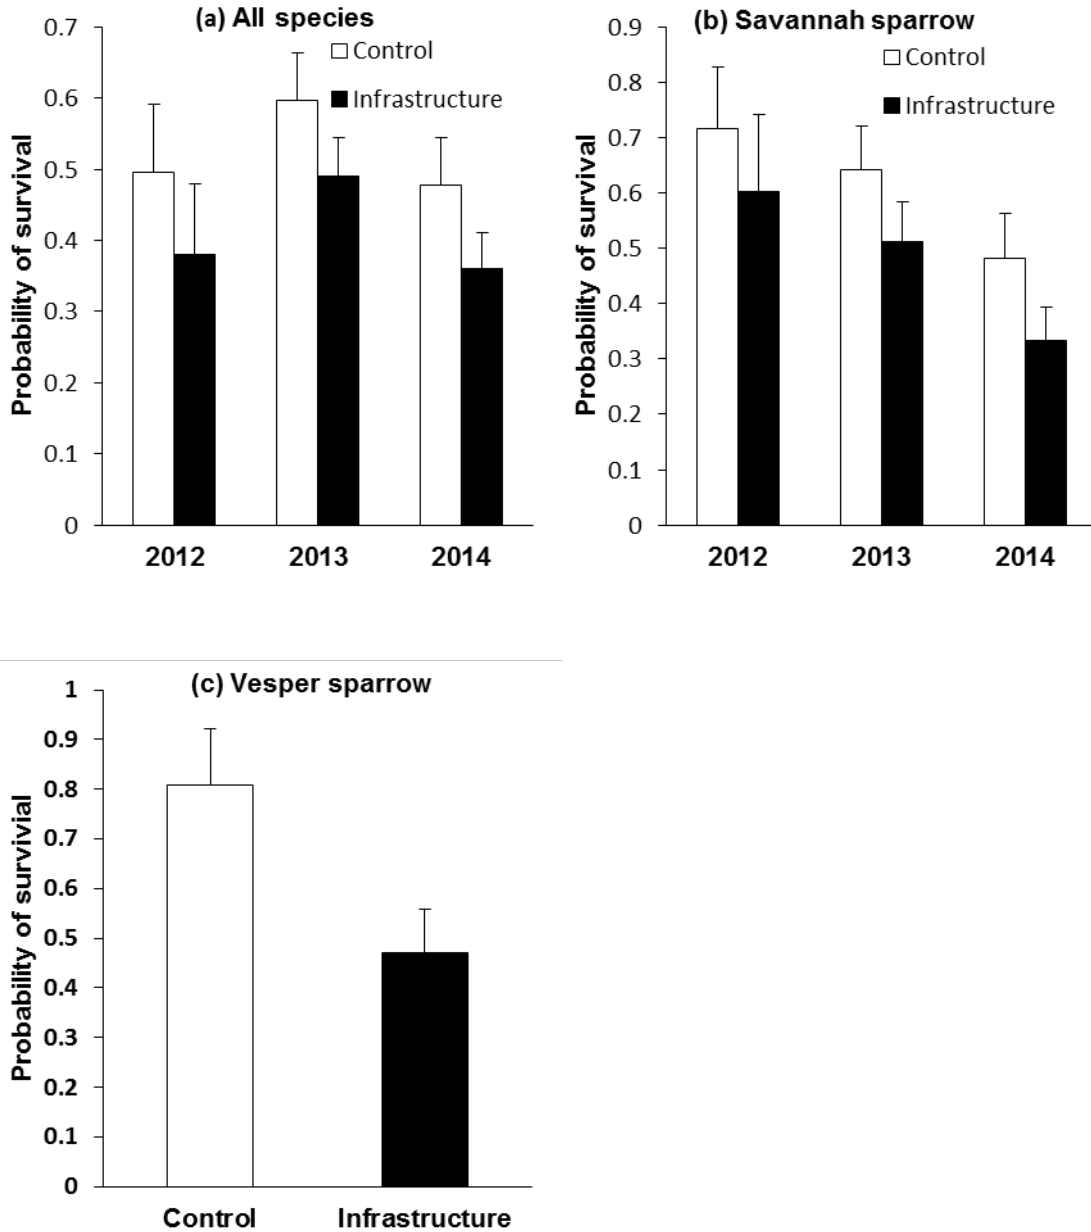 (a) All species
Control
Infrastructure
Probability of survival
0.7
0.6
0.5
0.4
0.3
0.2
0.1
0
2012 2013 2014
(b) Savannah sparrow
Control
Infrastructure
Probability of survival
0.9
0.8
0.7
0.6
0.5
0.4
0.3
0.2
0.1
0
2012 2013 2014
(c) Vesper sparrow
Probability of survivial
1
0.9
0.8
0.7
0.6
0.5
0.4
0.3
0.2
0.1
0
Control Infrastructure